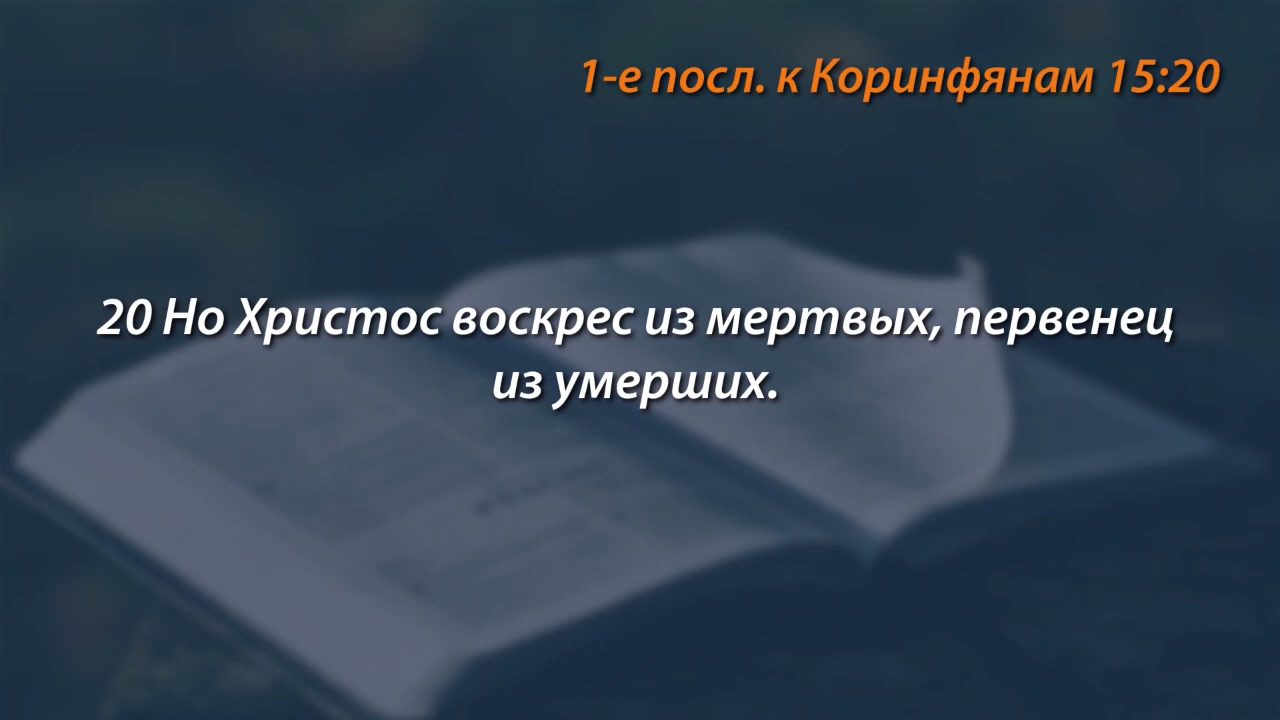 1-е посл. к Коринфянам 15:20
20 Но Христос воскрес из мертвых, первенец
из умерших.